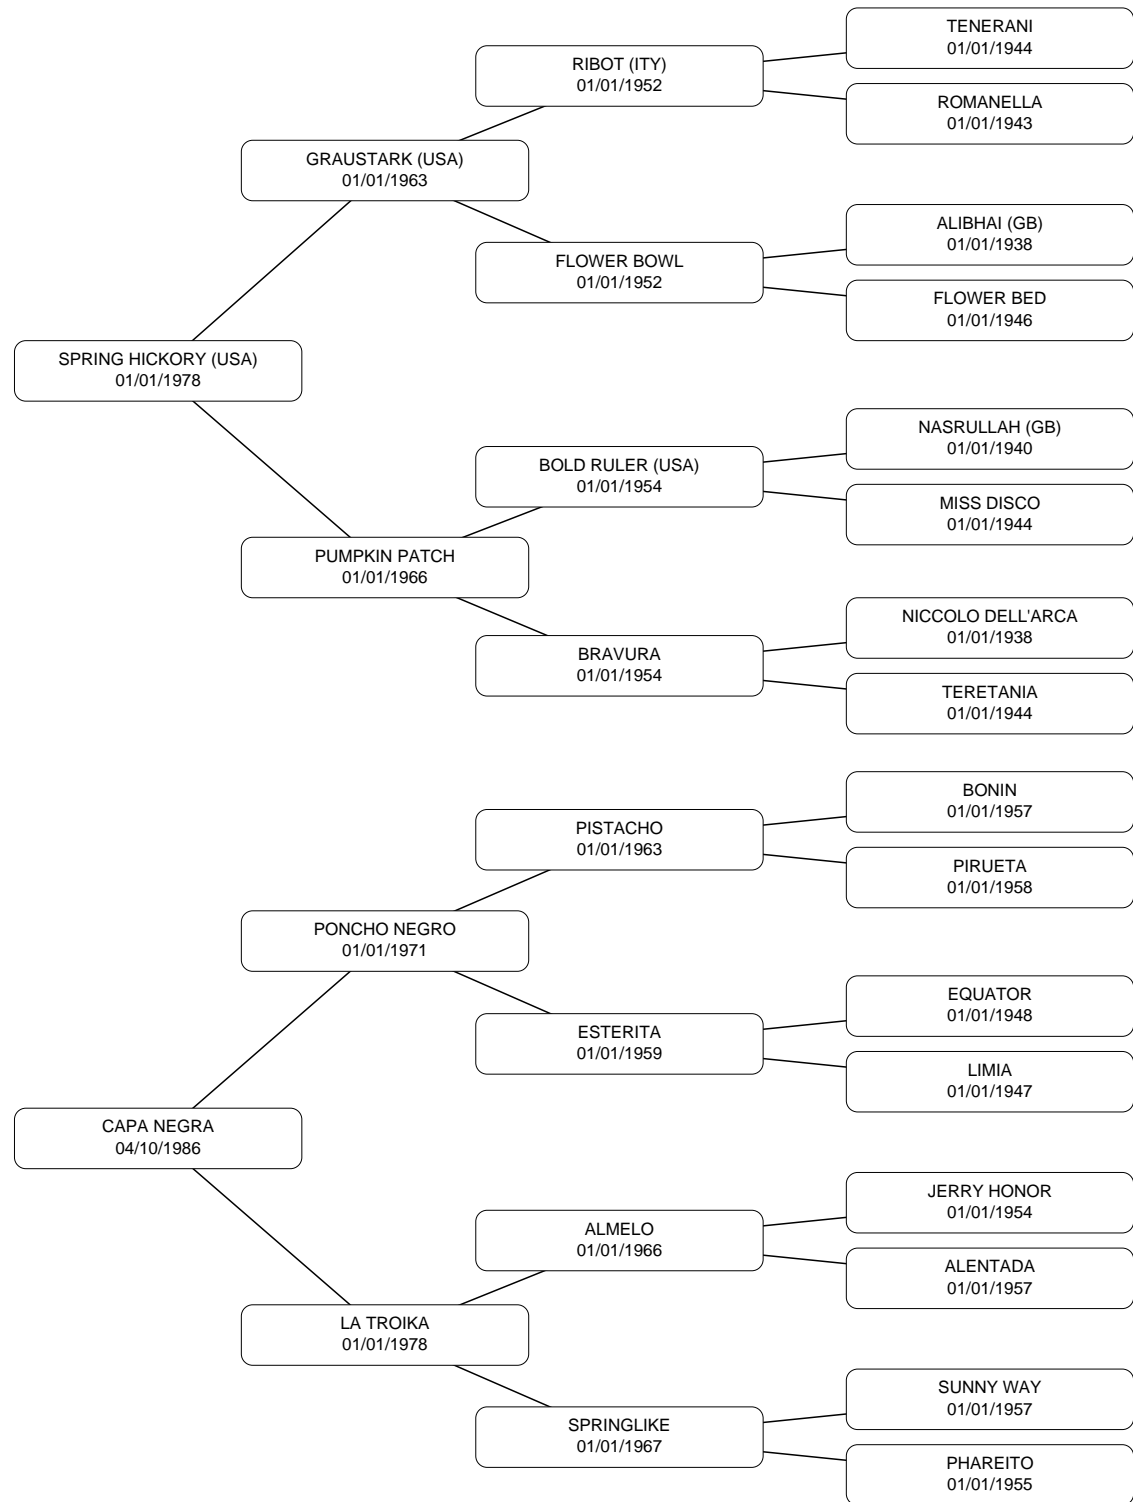 TENERANI
01/01/1944
RIBOT (ITY)
01/01/1952
ROMANELLA
01/01/1943
GRAUSTARK (USA)
01/01/1963
ALIBHAI (GB)
01/01/1938
FLOWER BOWL
01/01/1952
FLOWER BED
01/01/1946
SPRING HICKORY (USA)
01/01/1978
NASRULLAH (GB)
01/01/1940
BOLD RULER (USA)
01/01/1954
MISS DISCO
01/01/1944
PUMPKIN PATCH
01/01/1966
NICCOLO DELL'ARCA
01/01/1938
BRAVURA
01/01/1954
TERETANIA
01/01/1944
BONIN
01/01/1957
PISTACHO
01/01/1963
PIRUETA
01/01/1958
PONCHO NEGRO
01/01/1971
EQUATOR
01/01/1948
ESTERITA
01/01/1959
LIMIA
01/01/1947
CAPA NEGRA
04/10/1986
JERRY HONOR
01/01/1954
ALMELO
01/01/1966
ALENTADA
01/01/1957
LA TROIKA
01/01/1978
SUNNY WAY
01/01/1957
SPRINGLIKE
01/01/1967
PHAREITO
01/01/1955